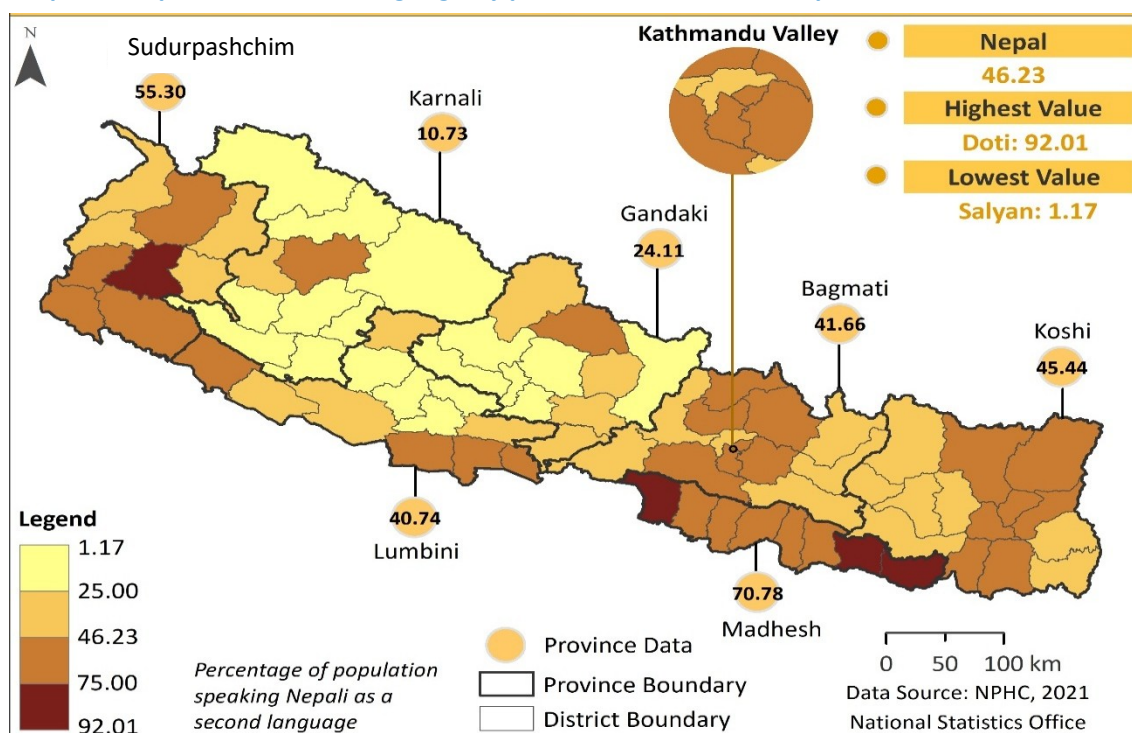 N
Sudurpashchim
55.30
Karnali
10.73
Kathmandu Valley
Gandaki
24.11
Bagmati
41.66
Koshi
45.44
Nepal
46.23
Highest Value
Doti: 92.01
Lowest Value
Salyan: 1.17
40.74
Lumbini
70.78
Madhesh
Legend
1.17
25.00
46.23
75.00
92.01
Percentage of population
speaking Nepali as a
second language
Province Data
Province Boundary
District Boundary
0 50 100 km
Data Source: NPHC, 2021
National Statistics Office